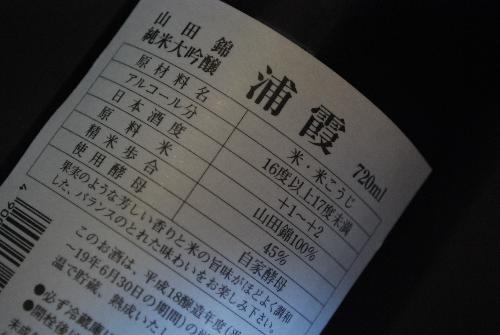 山田錦
純米大吟醸
浦霞 720ml
原材料名 米・米こうじ
アルコール分 16度以上17度未満
日本酒度 +1〜+2
原料米 山田錦100%
精米歩合 45%
使用酵母 自家酵母
果実のような芳しい香りと米の旨味がほどよく調和
した、バランスのとれた味わいをお楽しみ下さい。
このお酒は、平成18醸造年度
〜19年6月30日の期間)の
温で貯蔵、熟成いたし
●必ず冷蔵庫
●開栓後
未成